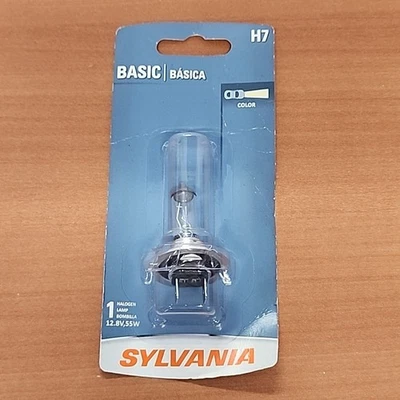 H7
BASIC | BÁSICA
COLOR
1 HALOGEN
LAMP
BOMBILLA
12.8V, 55W
SYLVANIA